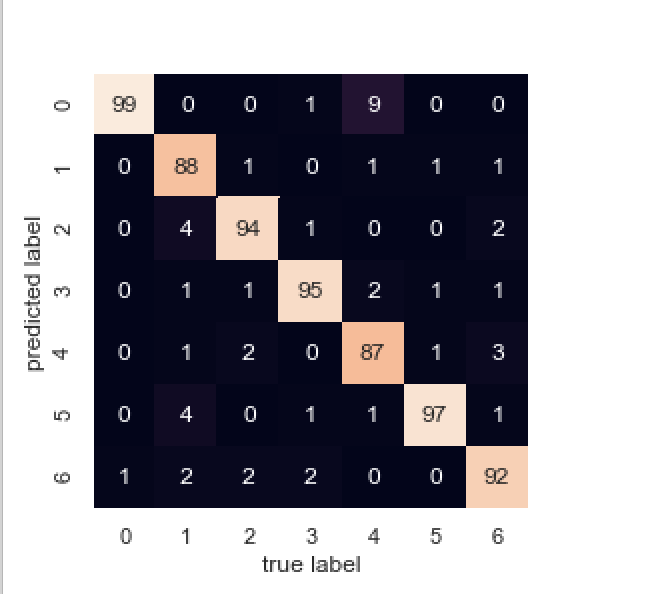 predicted label
0 99 0 0 1 9 0 0
1 0 88 1 0 1 1 1
2 0 4 94 1 0 0 2
3 0 1 1 95 2 1 1
4 0 1 2 0 87 1 3
5 0 4 0 1 1 97 1
6 1 2 2 2 0 0 92
0 1 2 3 4 5 6
true label